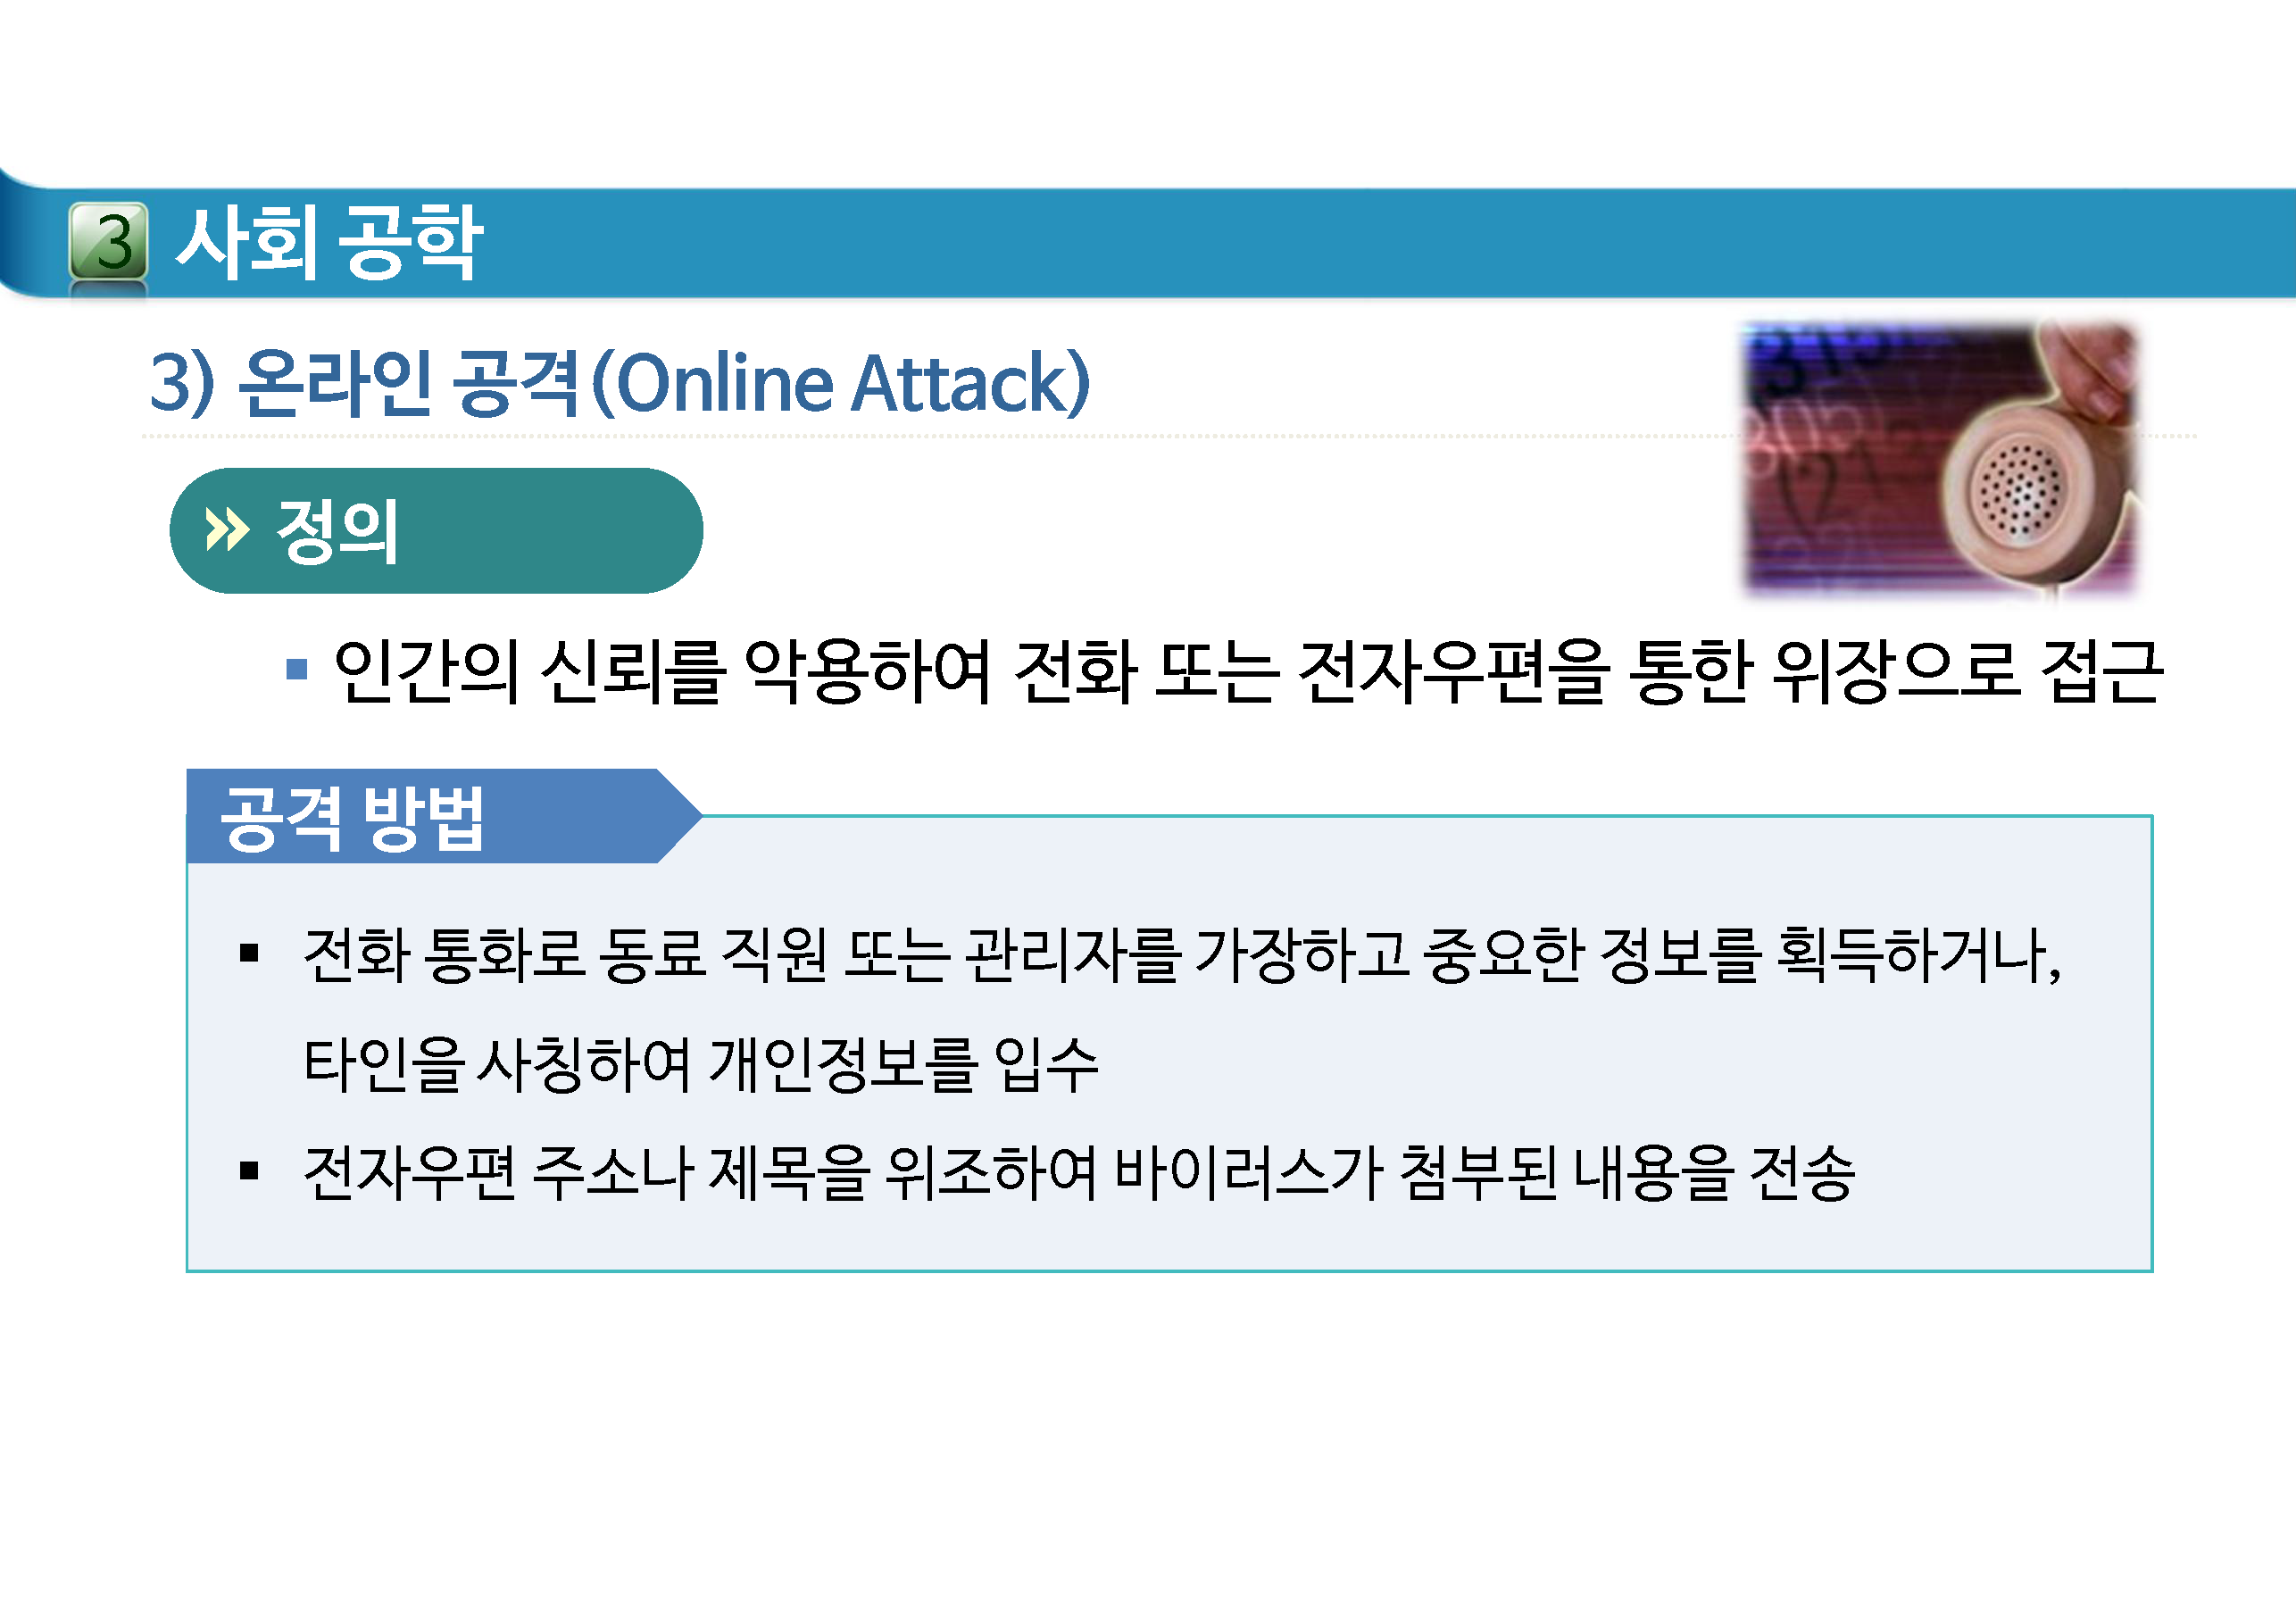 3 사회 공학
3) 온라인 공격(Online Attack)
» 정의
▪ 인간의 신뢰를 악용하여 전화 또는 전자우편을 통한 위장으로 접근
공격 방법
▪ 전화 통화로 동료 직원 또는 관리자를 가장하고 중요한 정보를 획득하거나,
타인을 사칭하여 개인정보를 입수
▪ 전자우편 주소나 제목을 위조하여 바이러스가 첨부된 내용을 전송